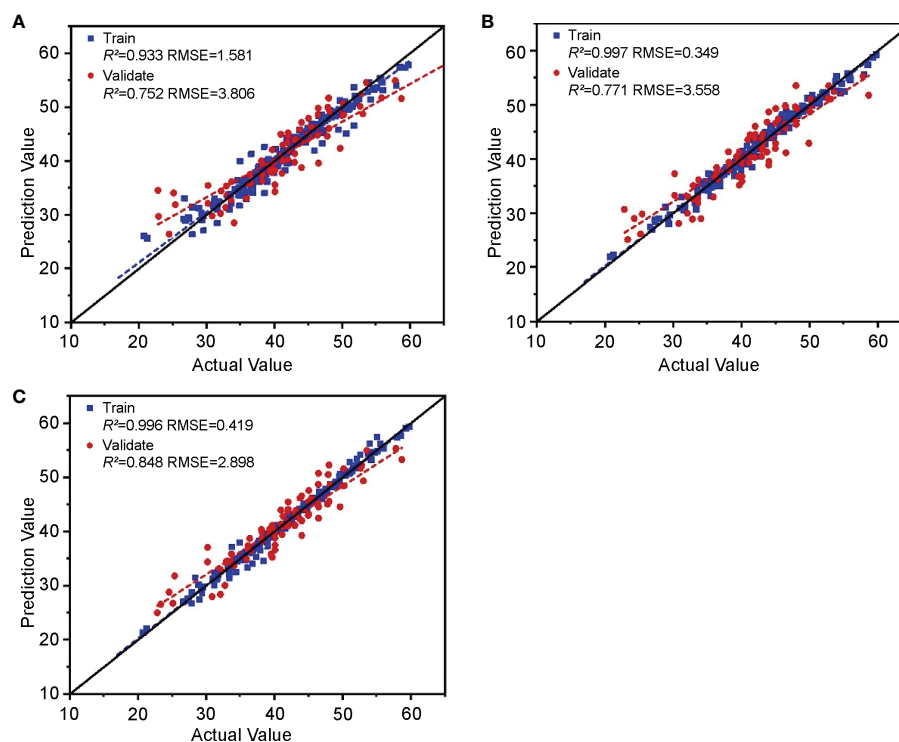 A
Train
R²=0.933 RMSE=1.581
Validate
R²=0.752 RMSE=3.806
60
50
40
30
20
10
Prediction Value
10 20 30 40 50 60
Actual Value
B
Train
R²=0.997 RMSE=0.349
Validate
R²=0.771 RMSE=3.558
60
50
40
30
20
10
Prediction Value
10 20 30 40 50 60
Actual Value
C
Train
R²=0.996 RMSE=0.419
Validate
R²=0.848 RMSE=2.898
60
50
40
30
20
10
Prediction Value
10 20 30 40 50 60
Actual Value